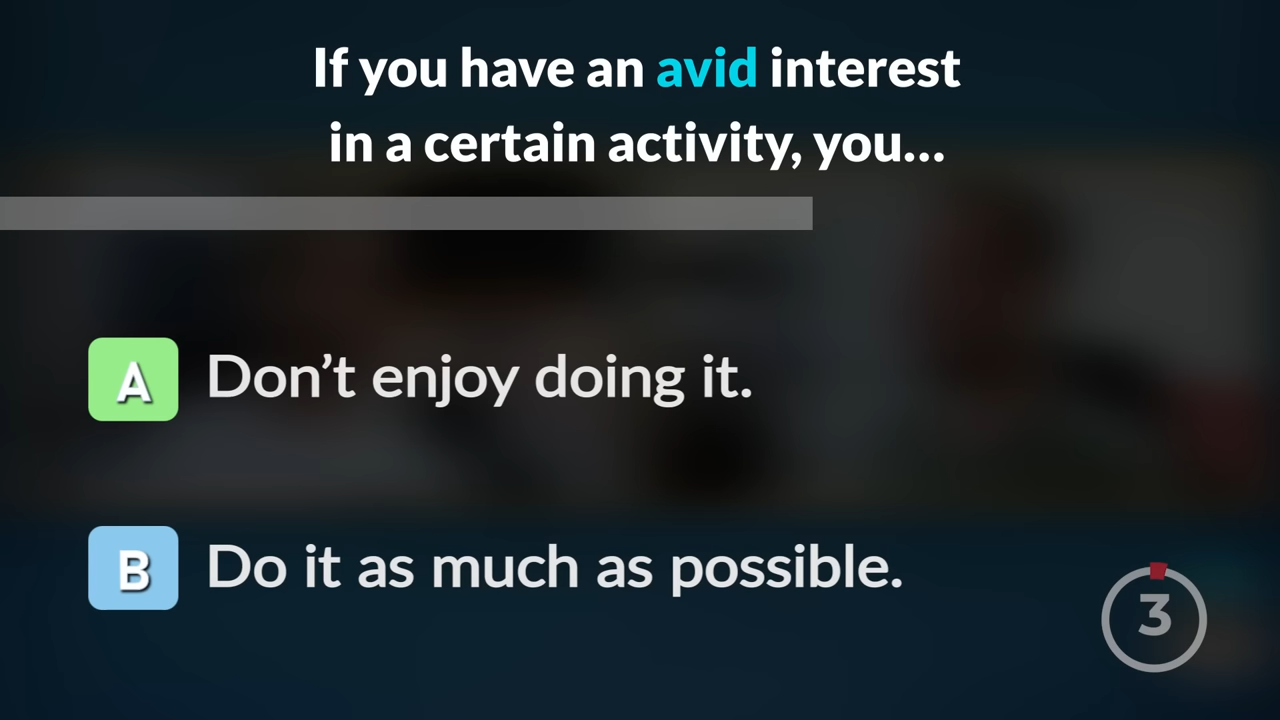 If you have an avid interest
in a certain activity, you...
A Don't enjoy doing it.
B Do it as much as possible.
3